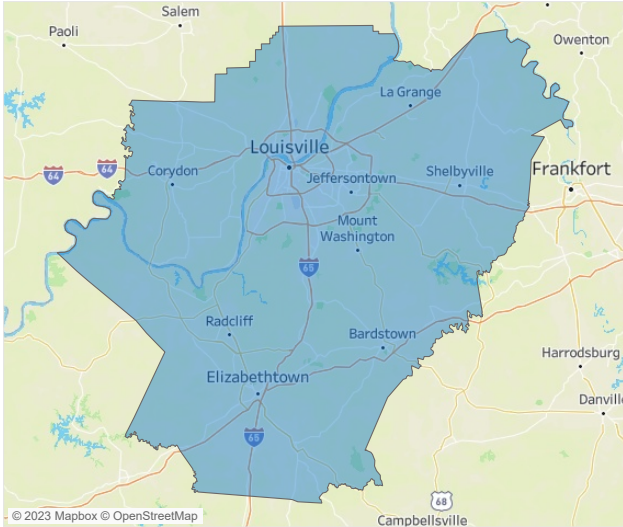 Salem
Paoli
Owenton
La Grange
Louisville
64
64
Corydon
Jeffersontown
Shelbyville
Frankfort
Mount
Washington
65
Radcliff
Bardstown
Harrodsburg
Elizabethtown
Danvill
65
68
Campbellsville
© 2023 Mapbox © OpenStreetMap